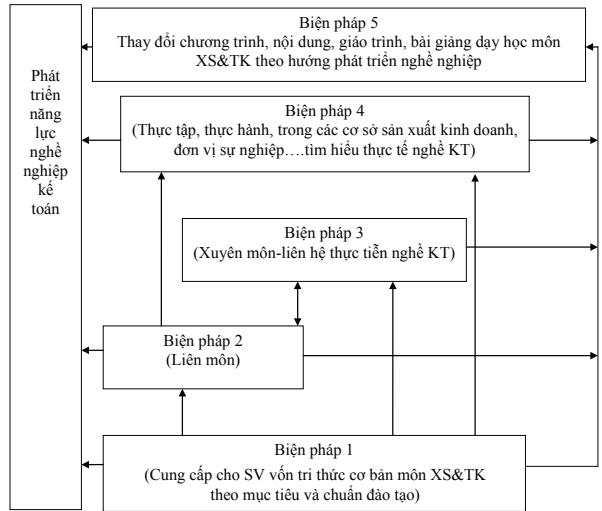 Biện pháp 5
Thay đổi chương trình, nội dung, giáo trình, bài giảng dạy học môn
XS&TK theo hướng phát triển nghề nghiệp
Phát
triển
năng
lực
nghề
nghiệp
kế
toán
Biện pháp 4
(Thực tập, thực hành, trong các cơ sở sản xuất kinh doanh,
đơn vị sự nghiệp….tìm hiểu thực tế nghề KT)
Biện pháp 3
(Xuyên môn-liên hệ thực tiễn nghề KT)
Biện pháp 2
(Liên môn)
Biện pháp 1
(Cung cấp cho SV vốn tri thức cơ bản môn XS&TK
theo mục tiêu và chuẩn đào tạo)